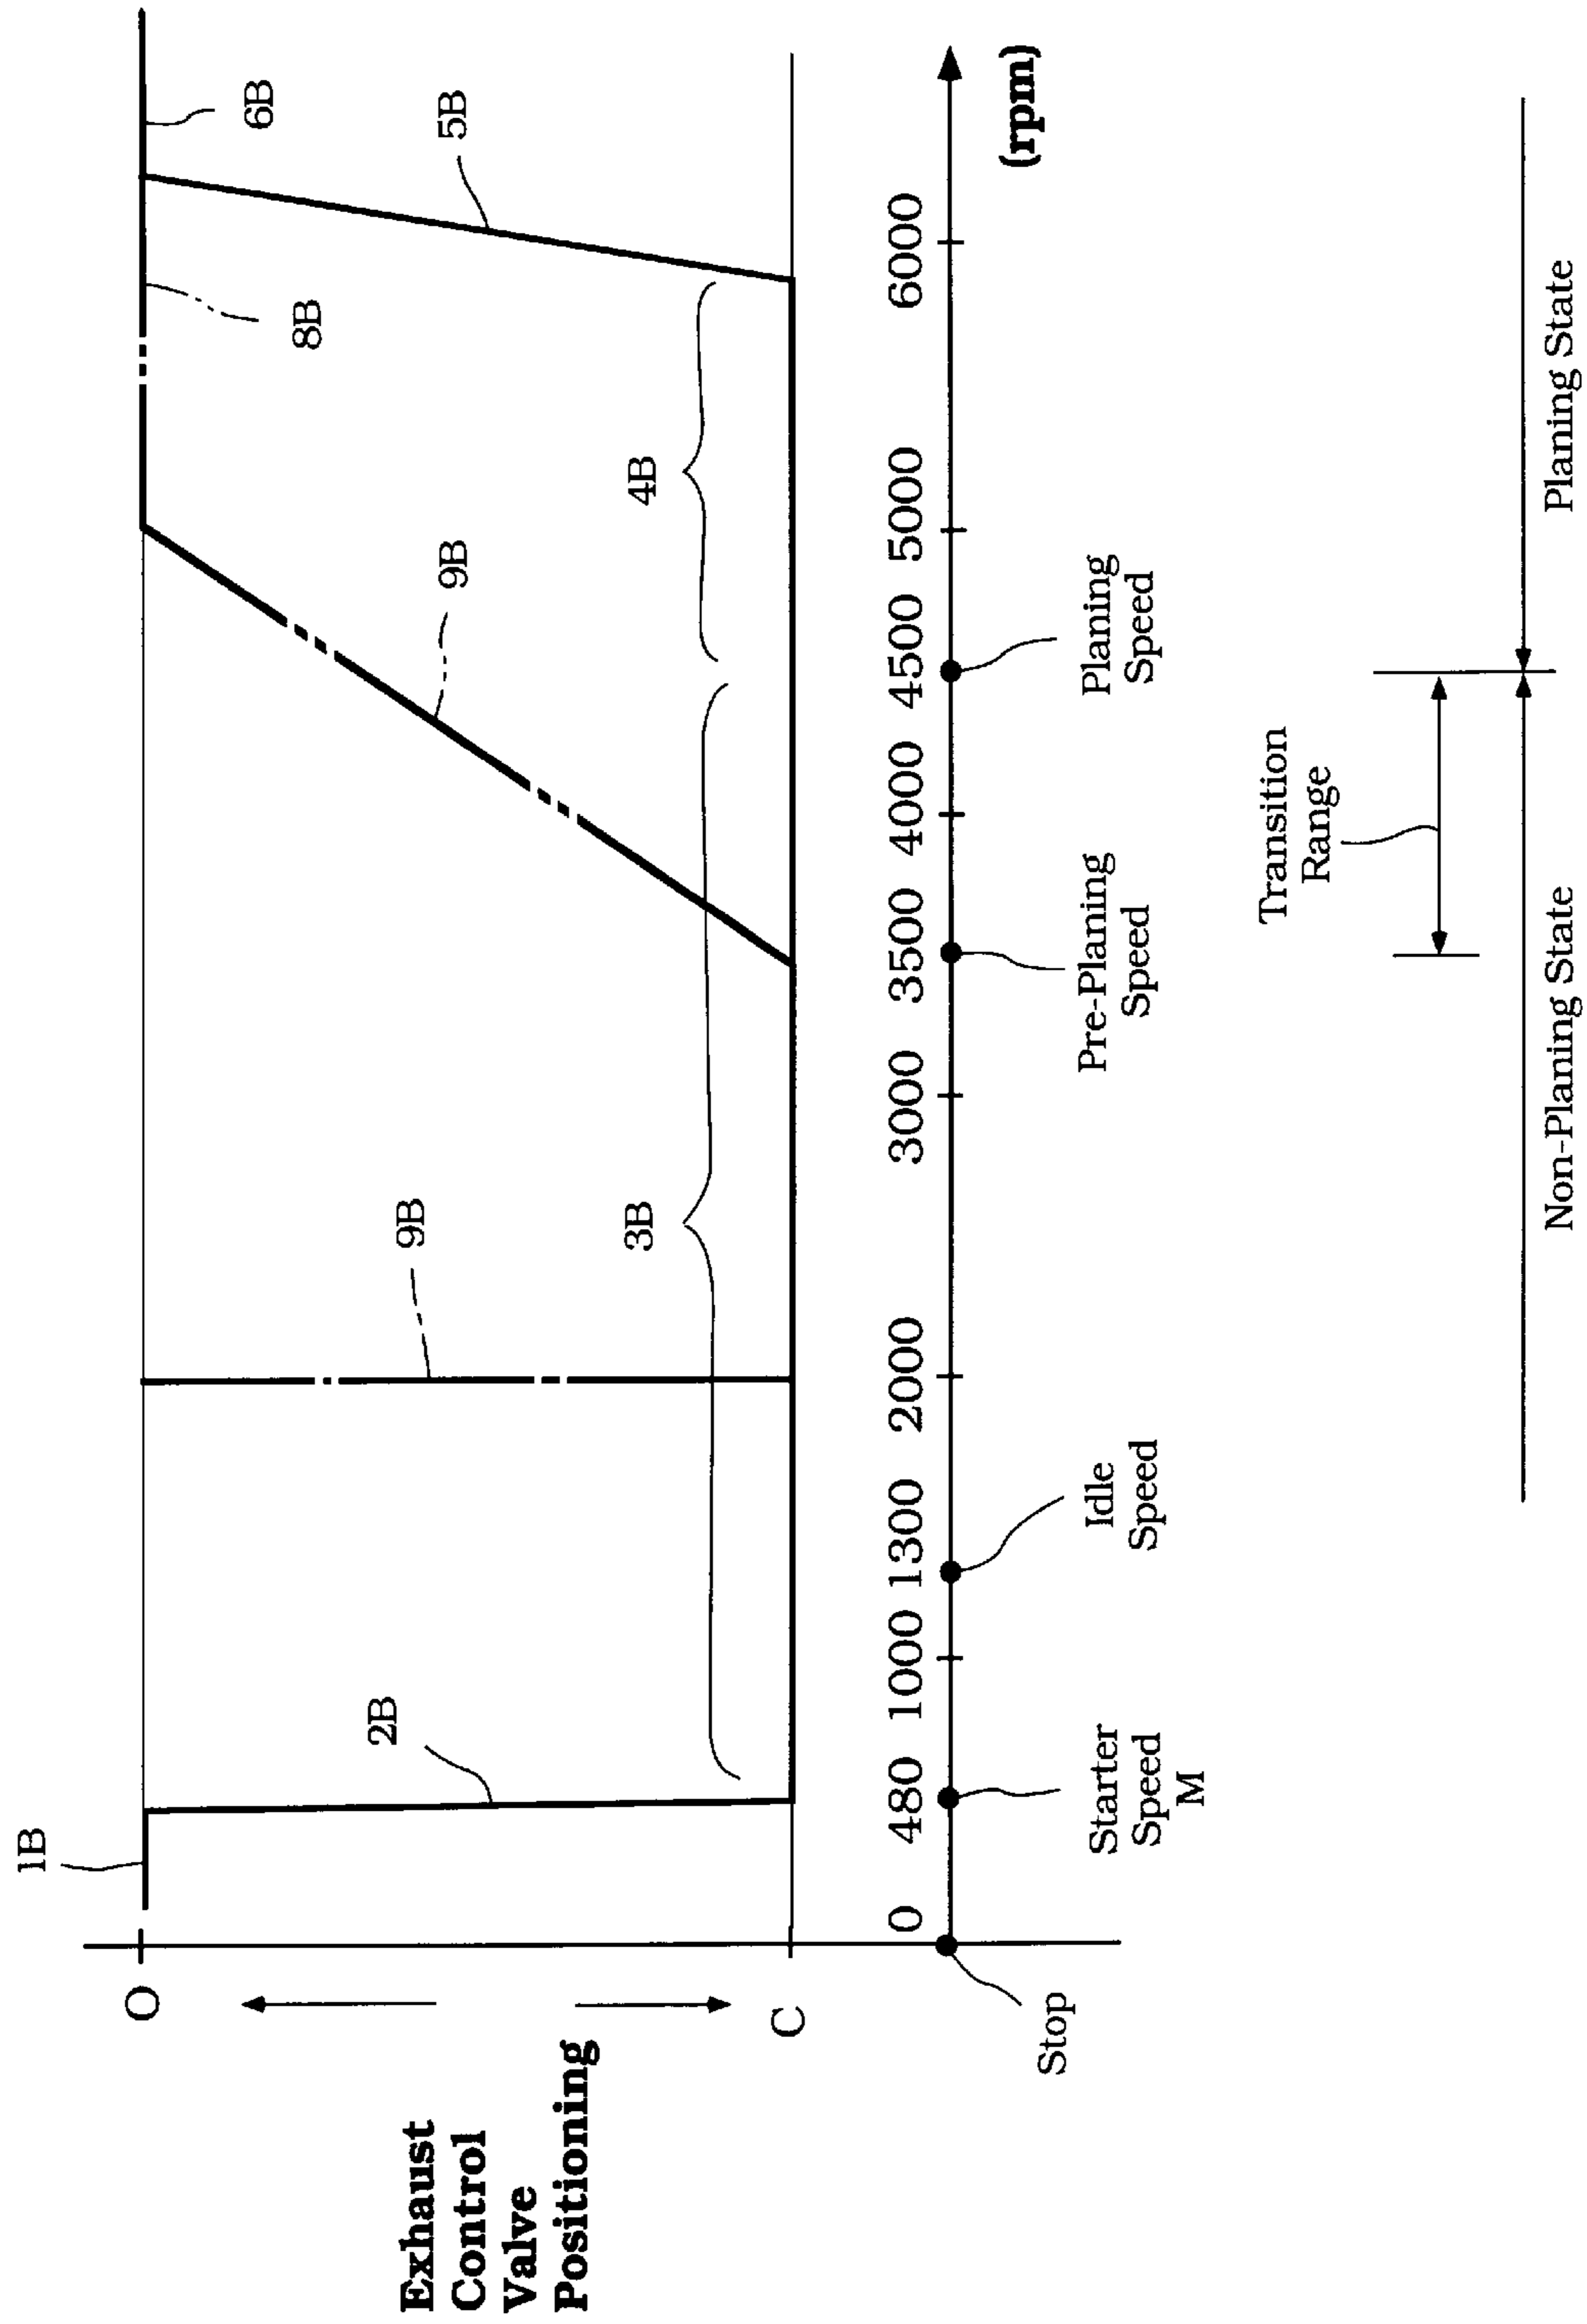 1B
2B
9B
9B
8B
6B
5B
3B
4B
Exhaust
Control
Valve
Positioning
O
C
0
480
1000
1300
2000
3000
3500
4000
4500
5000
6000
(rpm)
Stop
Starter
Speed
M
Idle
Speed
Pre-Planing
Speed
Planing
Speed
Transition
Range
Non-Planing State
Planing State